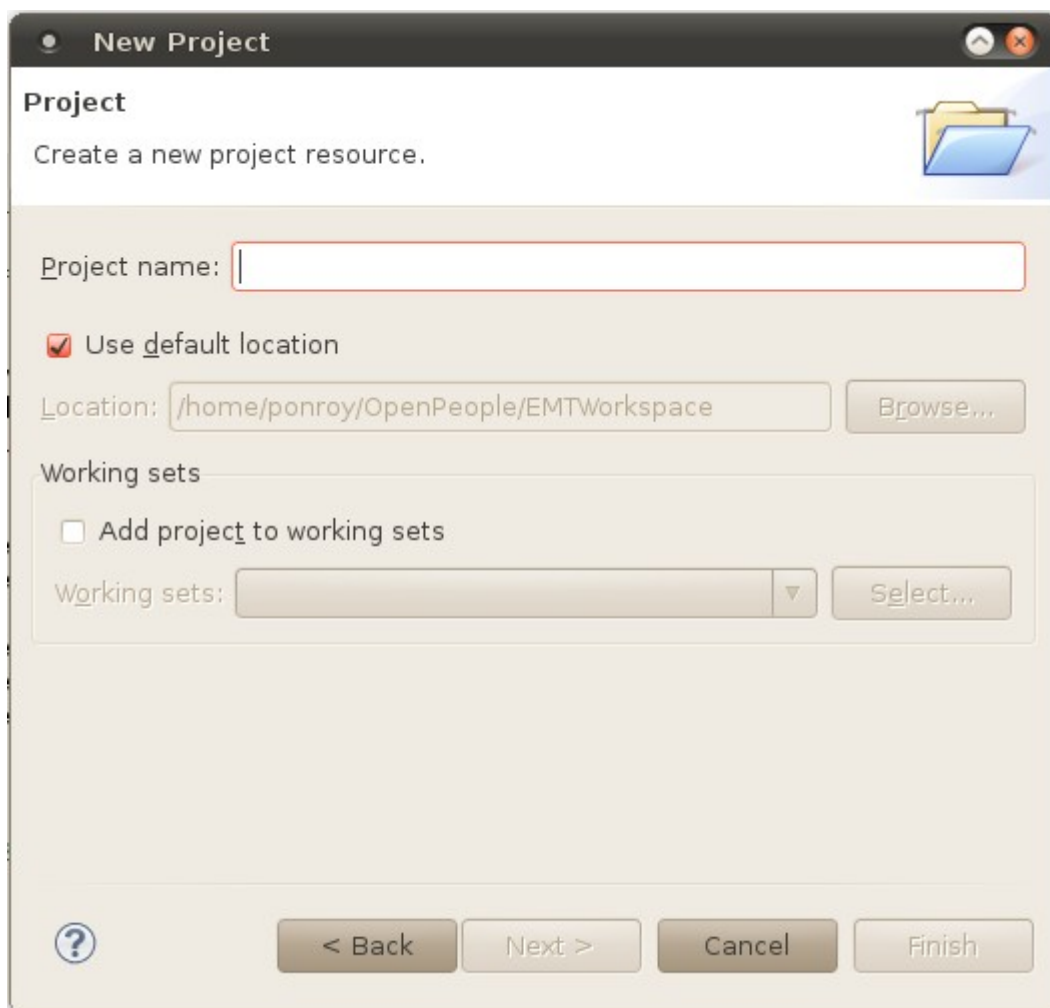 New Project
Project
Create a new project resource.
Project name:
Use default location
Location: /home/ponroy/OpenPeople/EMTWorkspace Browse...
Working sets
Add project to working sets
Working sets: Select...
? < Back Next > Cancel Finish